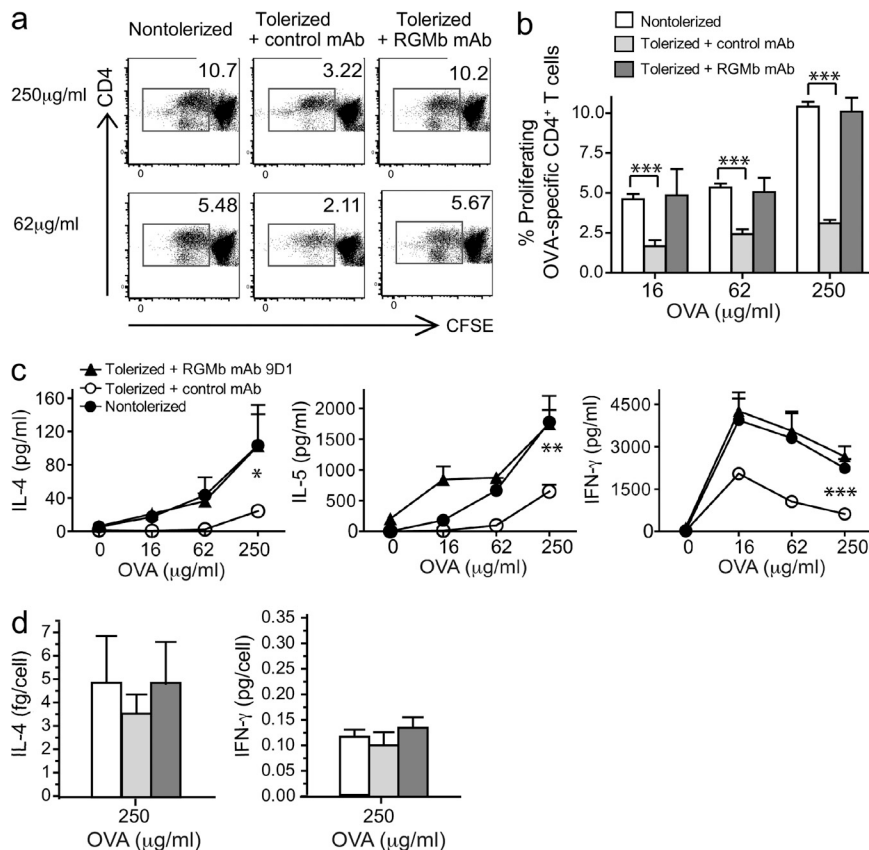 a
Nontolerized
Tolerized
+ control mAb
Tolerized
+ RGMb mAb
250μg/ml
CD4
10.7
3.22
10.2
0
0
0
0
62μg/ml
5.48
2.11
5.67
0
0
0
0
CFSE
b
Nontolerized
Tolerized + control mAb
Tolerized + RGMb mAb
% Proliferating
OVA-specific CD4+ T cells
10.0
7.5
5.0
2.5
0.0
***
***
***
16
62
250
OVA (μg/ml)
c
Tolerized + RGMb mAb 9D1
Tolerized + control mAb
Nontolerized
IL-4 (pg/ml)
160
120
80
40
0
*
0
16
62
250
OVA (μg/ml)
IL-5 (pg/ml)
2000
1500
1000
500
0
**
0
16
62
250
OVA (μg/ml)
IFN-γ (pg/ml)
4500
3000
1500
0
***
0
16
62
250
OVA (μg/ml)
d
IL-4 (fg/cell)
7
6
5
4
5
3
2
1
0
250
OVA (μg/ml)
IFN-γ (pg/cell)
0.35
0.30
0.25
0.20
0.15
0.10
0.05
0.00
250
OVA (μg/ml)